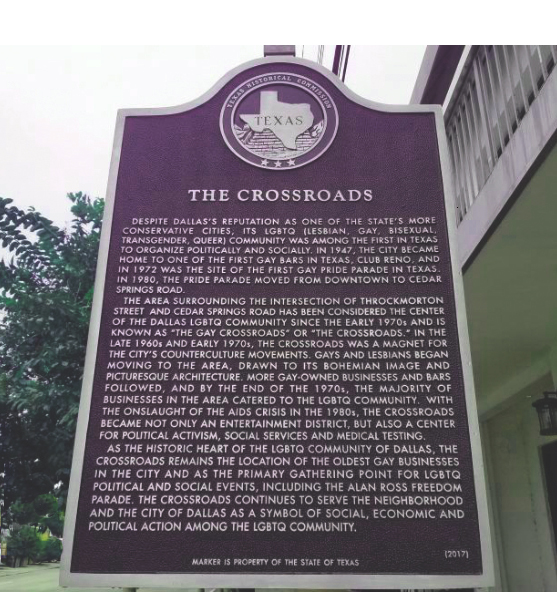 TEXAS HISTORICAL COMMISSION
TEXAS
THE CROSSROADS
DESPITE DALLAS'S REPUTATION AS ONE OF THE STATE'S MORE
CONSERVATIVE CITIES, ITS LGBTQ (LESBIAN, GAY, BISEXUAL,
TRANSGENDER, QUEER) COMMUNITY WAS AMONG THE FIRST IN TEXAS
TO ORGANIZE POLITICALLY AND SOCIALLY. IN 1947, THE CITY BECAME
HOME TO ONE OF THE FIRST GAY BARS IN TEXAS, CLUB RENO, AND
IN 1972 WAS THE SITE OF THE FIRST GAY PRIDE PARADE IN TEXAS.
IN 1980, THE PRIDE PARADE MOVED FROM DOWNTOWN TO CEDAR
SPRINGS ROAD.
THE AREA SURROUNDING THE INTERSECTION OF THROCKMORTON
STREET AND CEDAR SPRINGS ROAD HAS BEEN CONSIDERED THE CENTER
OF THE DALLAS LGBTQ COMMUNITY SINCE THE EARLY 1970s AND IS
KNOWN AS "THE GAY CROSSROADS" OR "THE CROSSROADS." IN THE
LATE 1960s AND EARLY 1970s, THE CROSSROADS WAS A MAGNET FOR
THE CITY'S COUNTERCULTURE MOVEMENTS. GAYS AND LESBIANS BEGAN
MOVING TO THE AREA, DRAWN TO ITS BOHEMIAN IMAGE AND
PICTURESQUE ARCHITECTURE. MORE GAY-OWNED BUSINESSES AND BARS
FOLLOWED, AND BY THE END OF THE 1970s, THE MAJORITY OF
BUSINESSES IN THE AREA CATERED TO THE LGBTQ COMMUNITY. WITH
THE ONSLAUGHT OF THE AIDS CRISIS IN THE 1980s, THE CROSSROADS
BECAME NOT ONLY AN ENTERTAINMENT DISTRICT, BUT ALSO A CENTER
FOR POLITICAL ACTIVISM, SOCIAL SERVICES AND MEDICAL TESTING.
AS THE HISTORIC HEART OF THE LGBTQ COMMUNITY OF DALLAS, THE
CROSSROADS REMAINS THE LOCATION OF THE OLDEST GAY BUSINESSES
IN THE CITY AND AS THE PRIMARY GATHERING POINT FOR LGBTQ
POLITICAL AND SOCIAL EVENTS, INCLUDING THE ALAN ROSS FREEDOM
PARADE. THE CROSSROADS CONTINUES TO SERVE THE NEIGHBORHOOD
AND THE CITY OF DALLAS AS A SYMBOL OF SOCIAL, ECONOMIC AND
POLITICAL ACTION AMONG THE LGBTQ COMMUNITY.
(2017)
MARKER IS PROPERTY OF THE STATE OF TEXAS